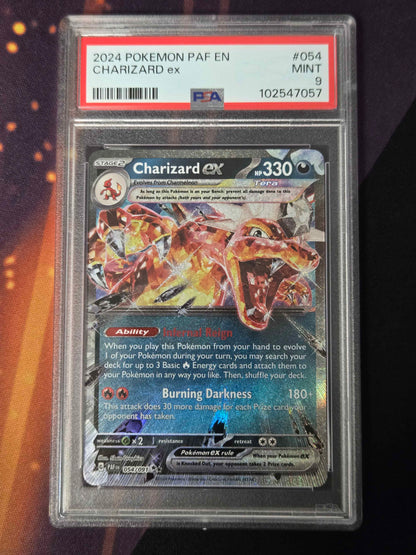 2024 POKEMON PAF EN #054
CHARIZARD ex MINT
9
PSA 102547057
STAGE 2 Charizard ex HP 330
Evolves from Charmeleon Tera
As long as this Pokémon is on your Bench, prevent all damage done to this
Pokémon by attacks (both yours and your opponent's).
Ability Infernal Reign
When you play this Pokémon from your hand to evolve
1 of your Pokémon during your turn, you may search your
deck for up to 3 Basic Energy cards and attach them to
your Pokémon in any way you like. Then, shuffle your deck.
Burning Darkness 180+
This attack does 30 more damage for each Prize card your
opponent has taken.
weakness x2 resistance retreat
Pokémon ex rule
When your Pokémon ex is Knocked Out, your opponent takes 2 Prize cards.
PAF EN 054/091